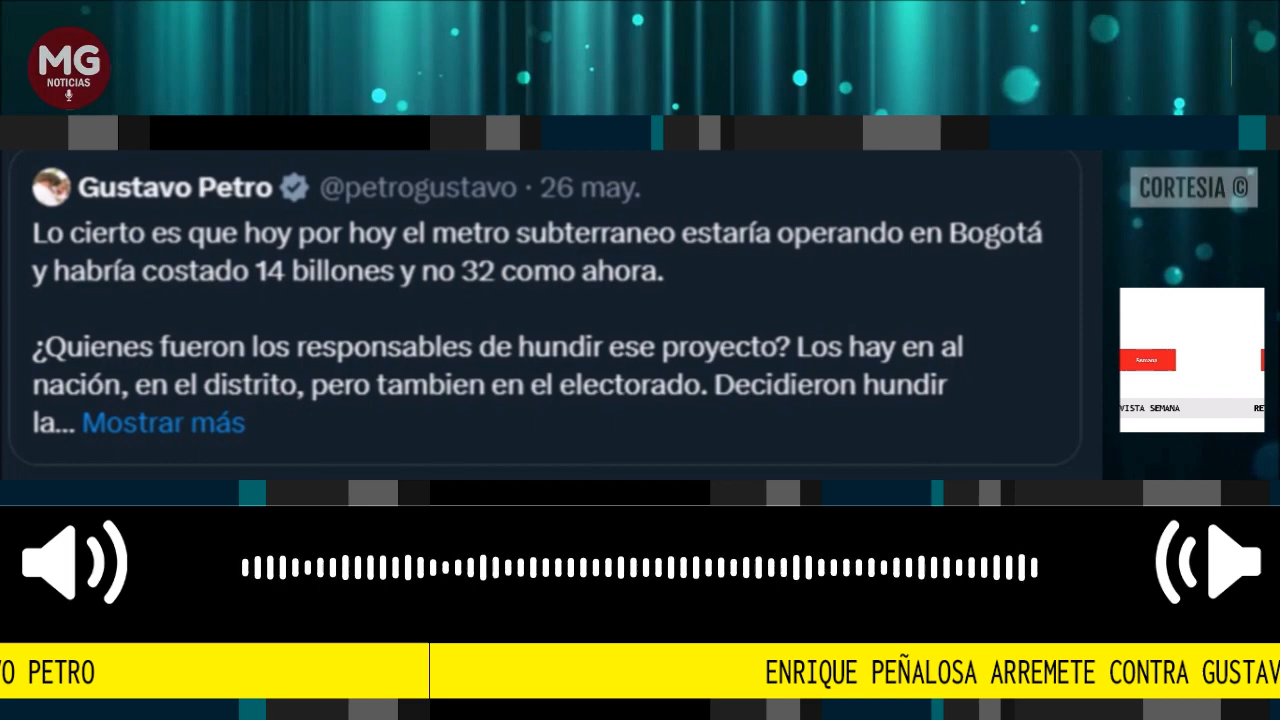 MG
NOTICIAS
Gustavo Petro @petrogustavo · 26 may.
CORTESIA ©
Lo cierto es que hoy por hoy el metro subterraneo estaría operando en Bogotá
y habría costado 14 billones y no 32 como ahora.
¿Quienes fueron los responsables de hundir ese proyecto? Los hay en al
nación, en el distrito, pero tambien en el electorado. Decidieron hundir
la... Mostrar más
Semana
VISTA SEMANA RE
O PETRO ENRIQUE PEÑALOSA ARREMETE CONTRA GUSTAV